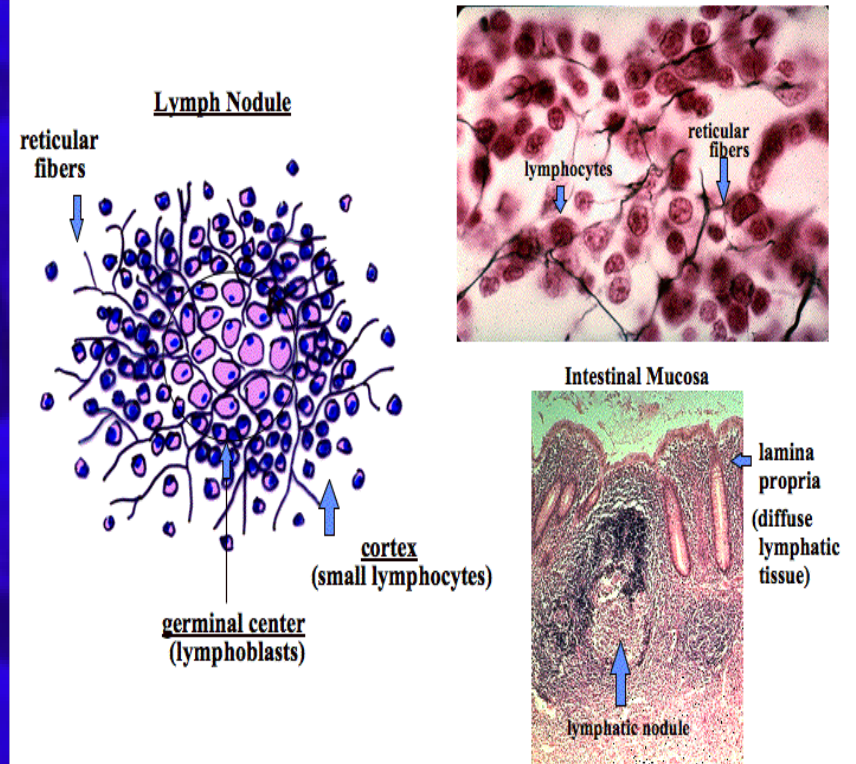 Lymph Nodule
reticular
fibers
cortex
(small lymphocytes)
germinal center
(lymphoblasts)
lymphocytes
reticular
fibers
Intestinal Mucosa
lamina
propria
(diffuse
lymphatic
tissue)
lymphatic nodule